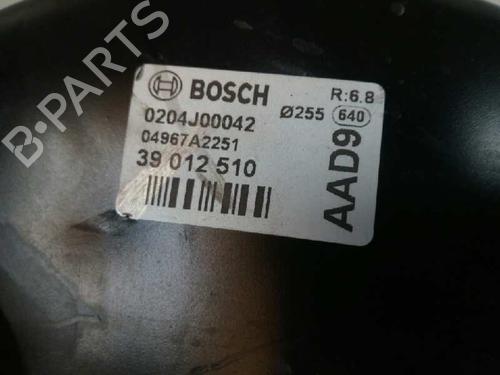 B-PARTS
BOSCH
R:6.8
0204J00042
Ø255 640
04967A2251
39 012 510
AAD9